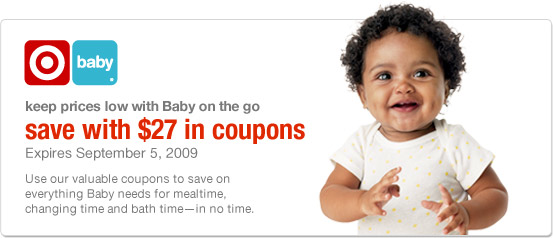 baby
keep prices low with Baby on the go
save with $27 in coupons
Expires September 5, 2009
Use our valuable coupons to save on
everything Baby needs for mealtime,
changing time and bath time—in no time.